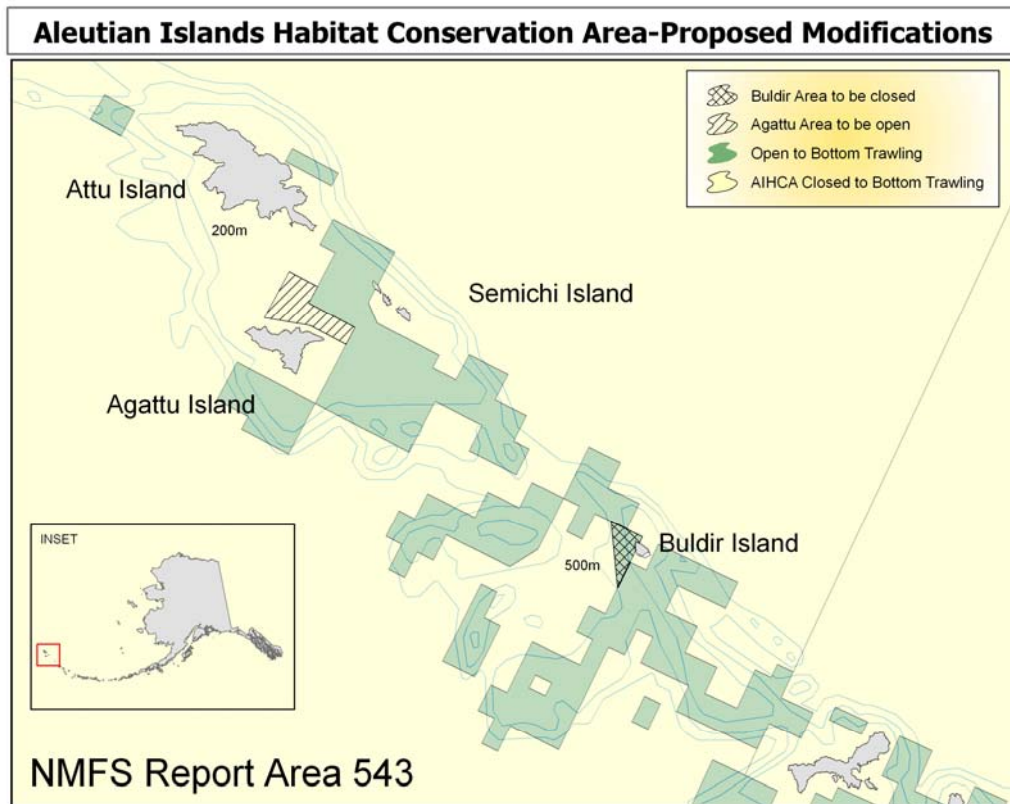 Aleutian Islands Habitat Conservation Area-Proposed Modifications
Buldir Area to be closed
Agattu Area to be open
Open to Bottom Trawling
AIHCA Closed to Bottom Trawling
Attu Island
200m
Semichi Island
Agattu Island
INSET
500m
Buldir Island
NMFS Report Area 543